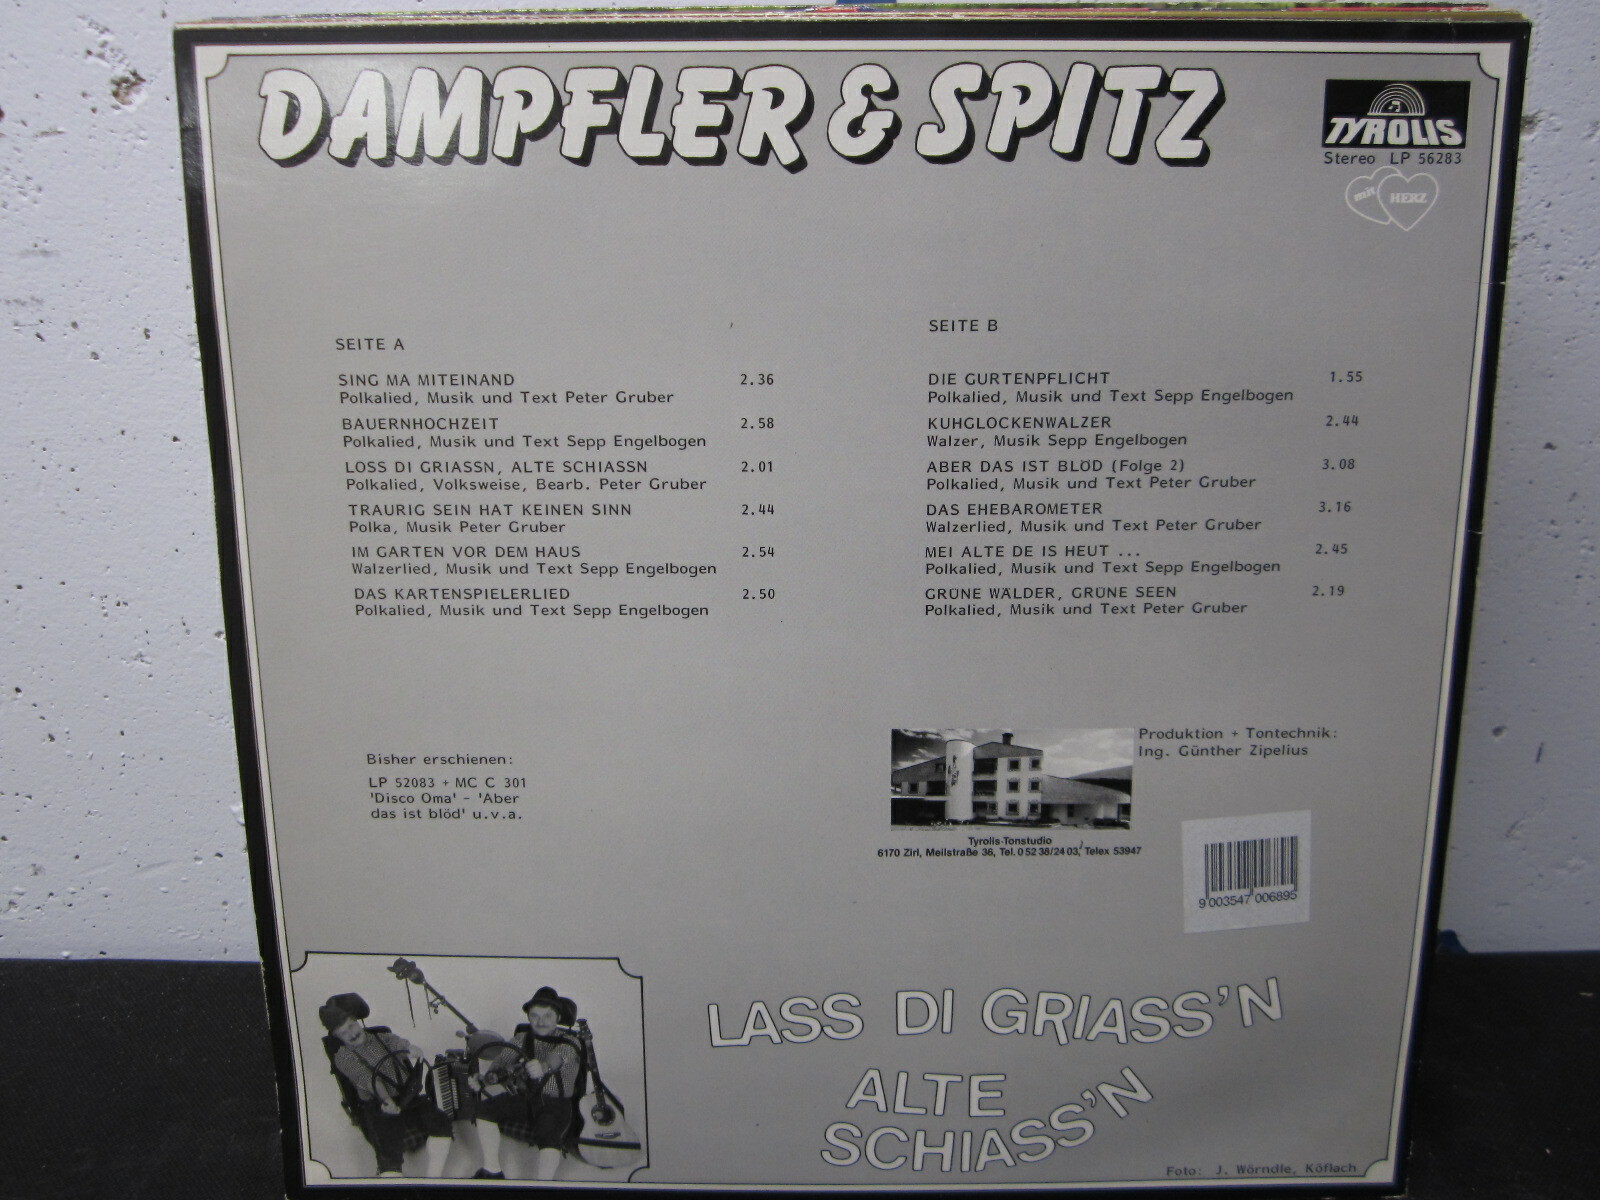 DAMPFLER & SPITZ
TYROLIS
Stereo LP 56283
mit HERZ
SEITE A
SING MA MITEINAND 2.36
Polkalied, Musik und Text Peter Gruber
BAUERNHOCHZEIT 2.58
Polkalied, Musik und Text Sepp Engelbogen
LOSS DI GRIASSN, ALTE SCHIASSN 2.01
Polkalied, Volksweise, Bearb. Peter Gruber
TRAURIG SEIN HAT KEINEN SINN 2.44
Polka, Musik Peter Gruber
IM GARTEN VOR DEM HAUS 2.54
Walzerlied, Musik und Text Sepp Engelbogen
DAS KARTENSPIELERLIED 2.50
Polkalied, Musik und Text Sepp Engelbogen
SEITE B
DIE GURTENPFLICHT 1.55
Polkalied, Musik und Text Sepp Engelbogen
KUHGLOCKENWALZER 2.44
Walzer, Musik Sepp Engelbogen
ABER DAS IST BLÖD (Folge 2) 3.08
Polkalied, Musik und Text Peter Gruber
DAS EHEBAROMETER 3.16
Walzerlied, Musik und Text Peter Gruber
MEI ALTE DE IS HEUT ... 2.45
Polkalied, Musik und Text Sepp Engelbogen
GRÜNE WÄLDER, GRÜNE SEEN 2.19
Polkalied, Musik und Text Peter Gruber
Bisher erschienen:
LP 52083 + MC C 301
'Disco Oma' - 'Aber
das ist blöd' u.v.a.
Produktion + Tontechnik:
Ing. Günther Zipelius
Tyrolis-Tonstudio
6170 Zirl, Meilstraße 36, Tel. 0 52 38/24 03, Telex 53947
9 003547 006895
LASS DI GRIASS'N
ALTE
SCHIASS'N
Foto: J. Wörndle, Köflach